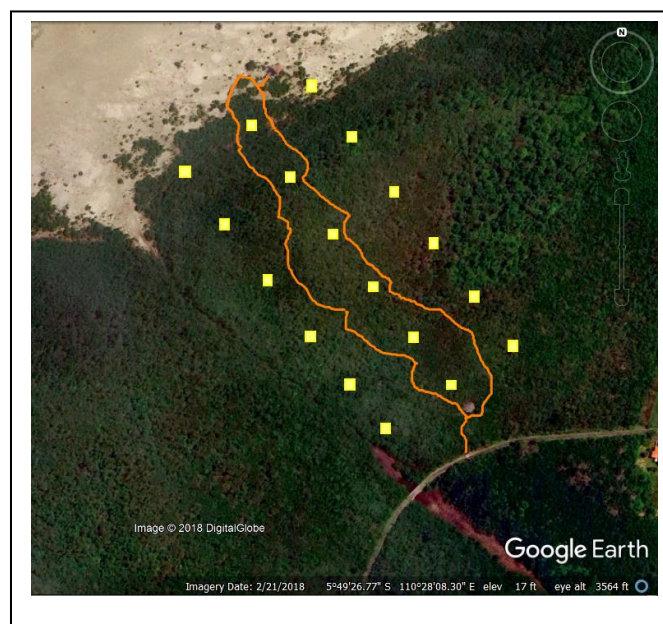 N
Image © 2018 DigitalGlobe
Google Earth
Imagery Date: 2/21/2018 5°49'26.77" S 110°28'08.30" E elev 17 ft eye alt 3564 ft